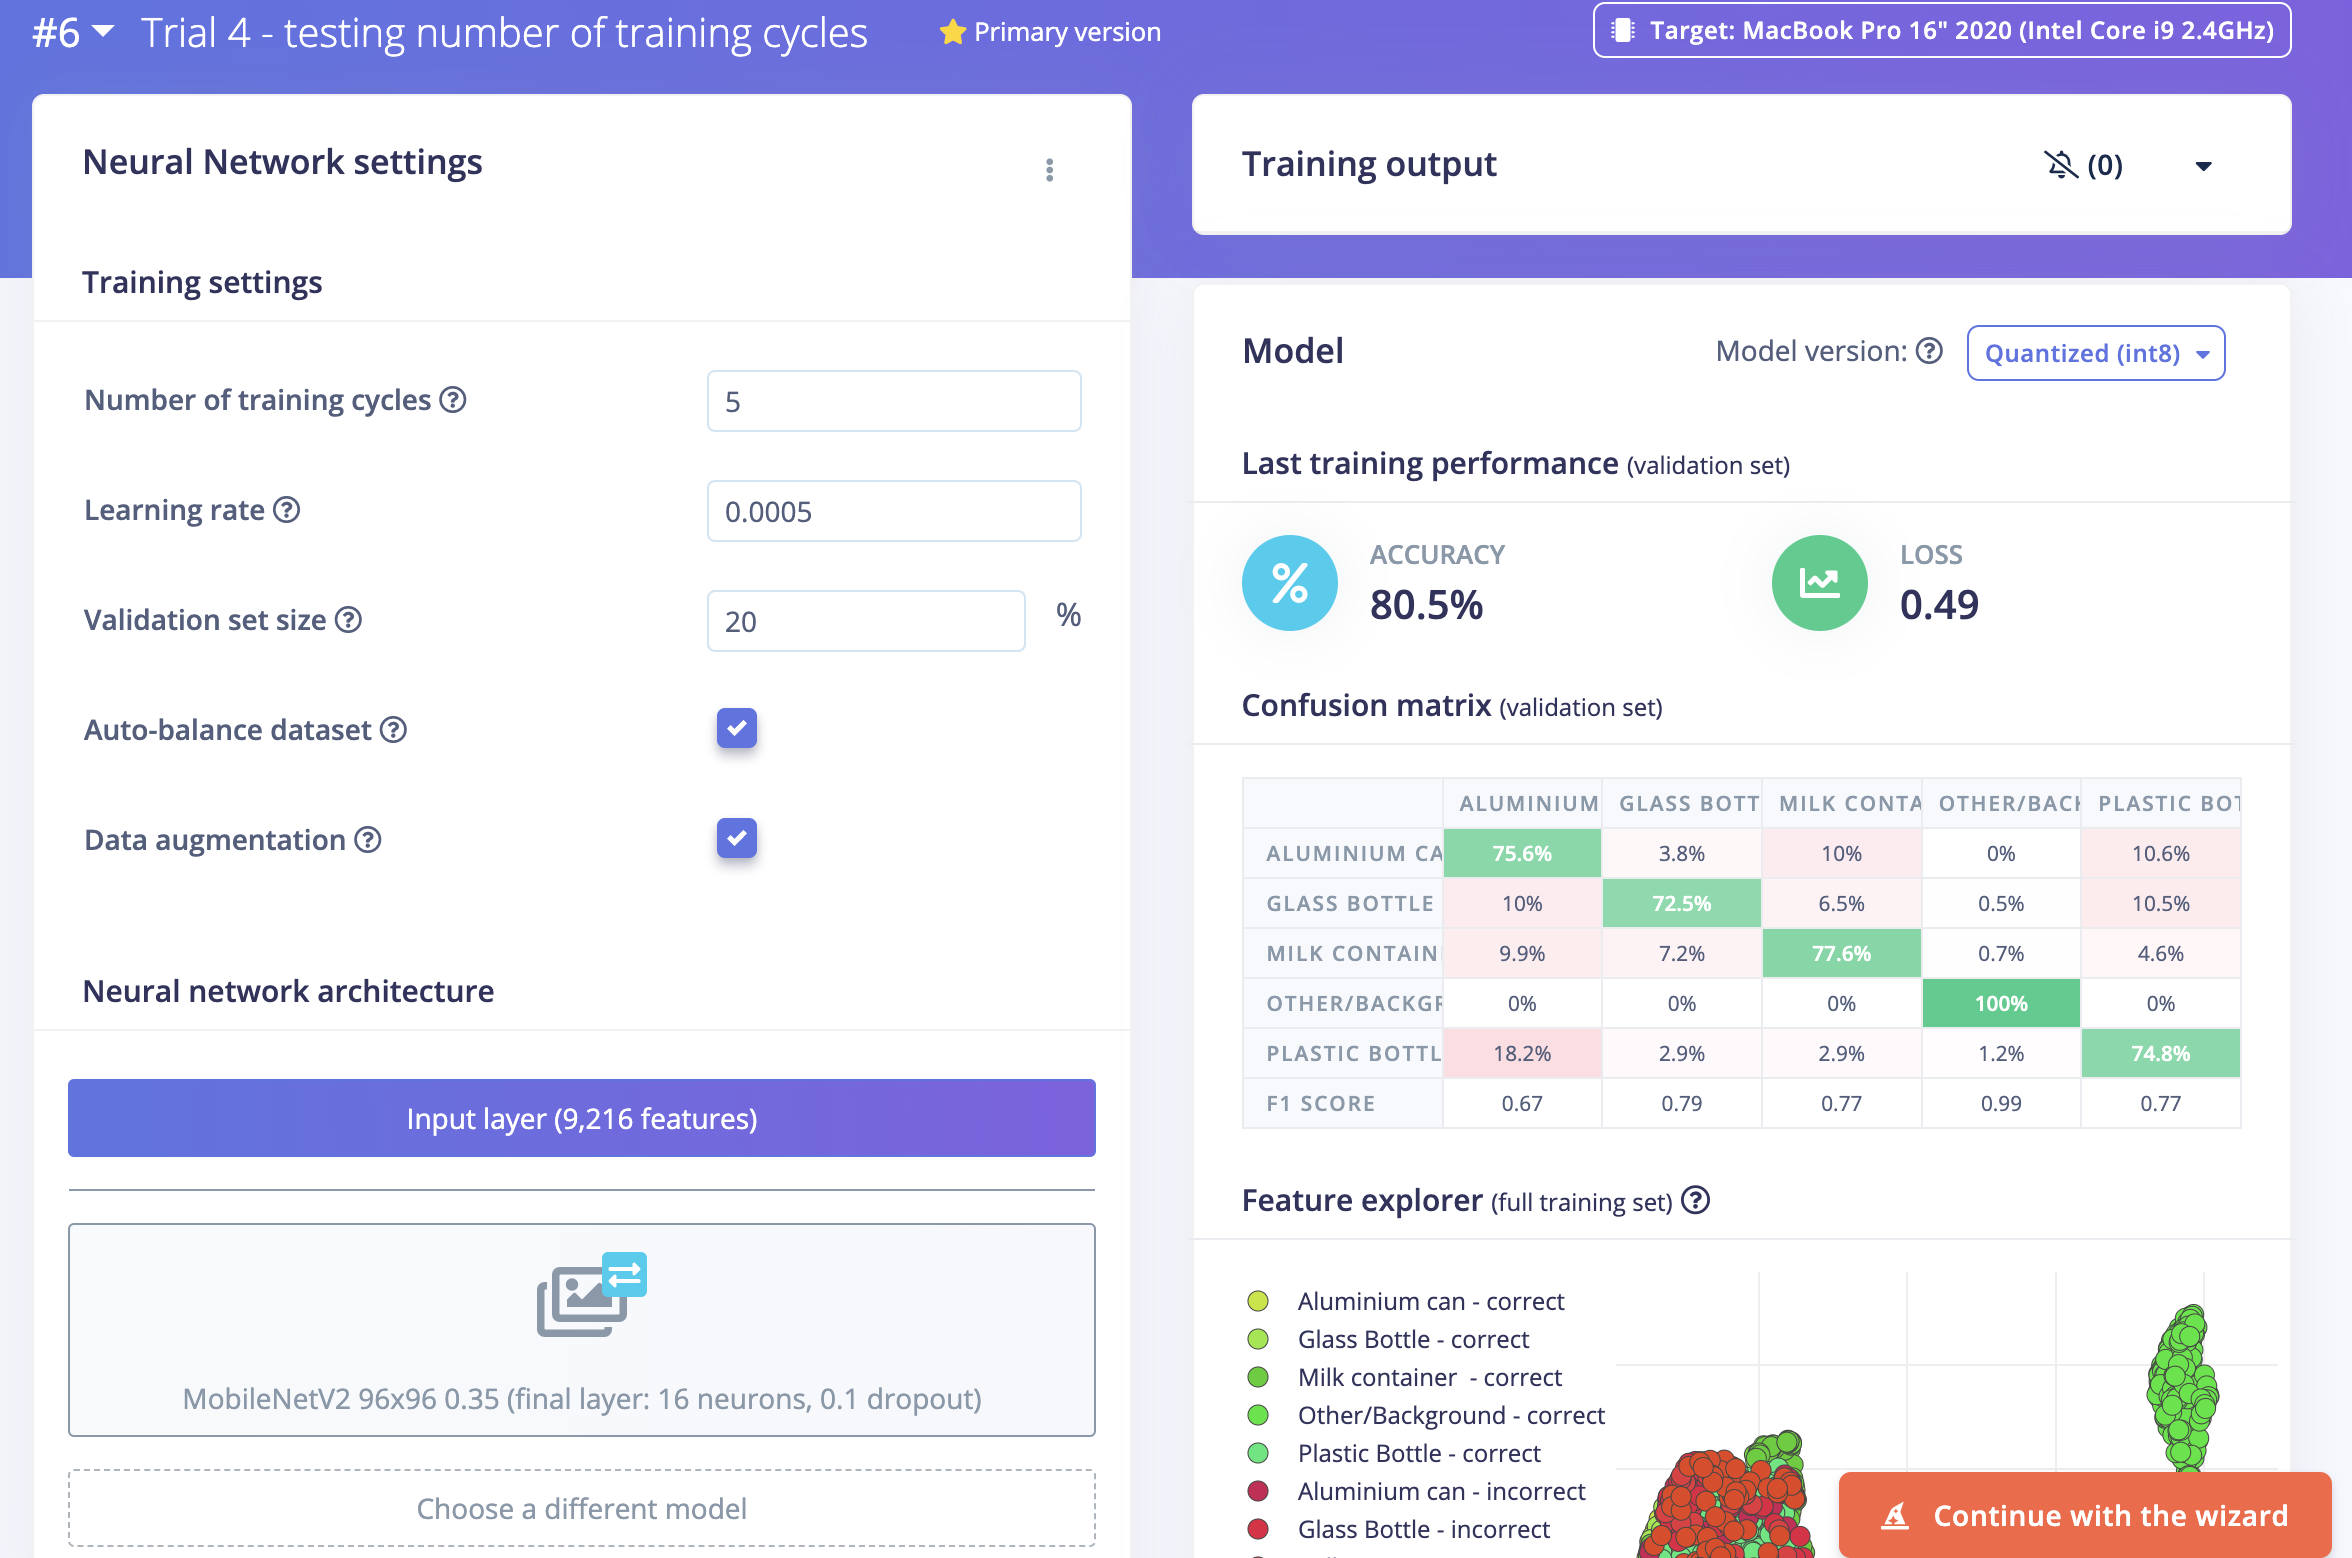 #6 Trial 4 - testing number of training cycles Primary version Target: MacBook Pro 16" 2020 (Intel Core i9 2.4GHz)
Neural Network settings
Training settings
Number of training cycles ? 5
Learning rate ? 0.0005
Validation set size ? 20 %
Auto-balance dataset ?
Data augmentation ?
Neural network architecture
Input layer (9,216 features)
MobileNetV2 96x96 0.35 (final layer: 16 neurons, 0.1 dropout)
Choose a different model
Training output (0)
Model Model version: ? Quantized (int8)
Last training performance (validation set)
% ACCURACY LOSS
80.5% 0.49
Confusion matrix (validation set)
ALUMINIUM GLASS BOTT MILK CONTA OTHER/BACK PLASTIC BOT
ALUMINIUM CA 75.6% 3.8% 10% 0% 10.6%
GLASS BOTTLE 10% 72.5% 6.5% 0.5% 10.5%
MILK CONTAIN 9.9% 7.2% 77.6% 0.7% 4.6%
OTHER/BACKGR 0% 0% 0% 100% 0%
PLASTIC BOTTL 18.2% 2.9% 2.9% 1.2% 74.8%
F1 SCORE 0.67 0.79 0.77 0.99 0.77
Feature explorer (full training set) ?
Aluminium can - correct
Glass Bottle - correct
Milk container - correct
Other/Background - correct
Plastic Bottle - correct
Aluminium can - incorrect
Glass Bottle - incorrect
Continue with the wizard